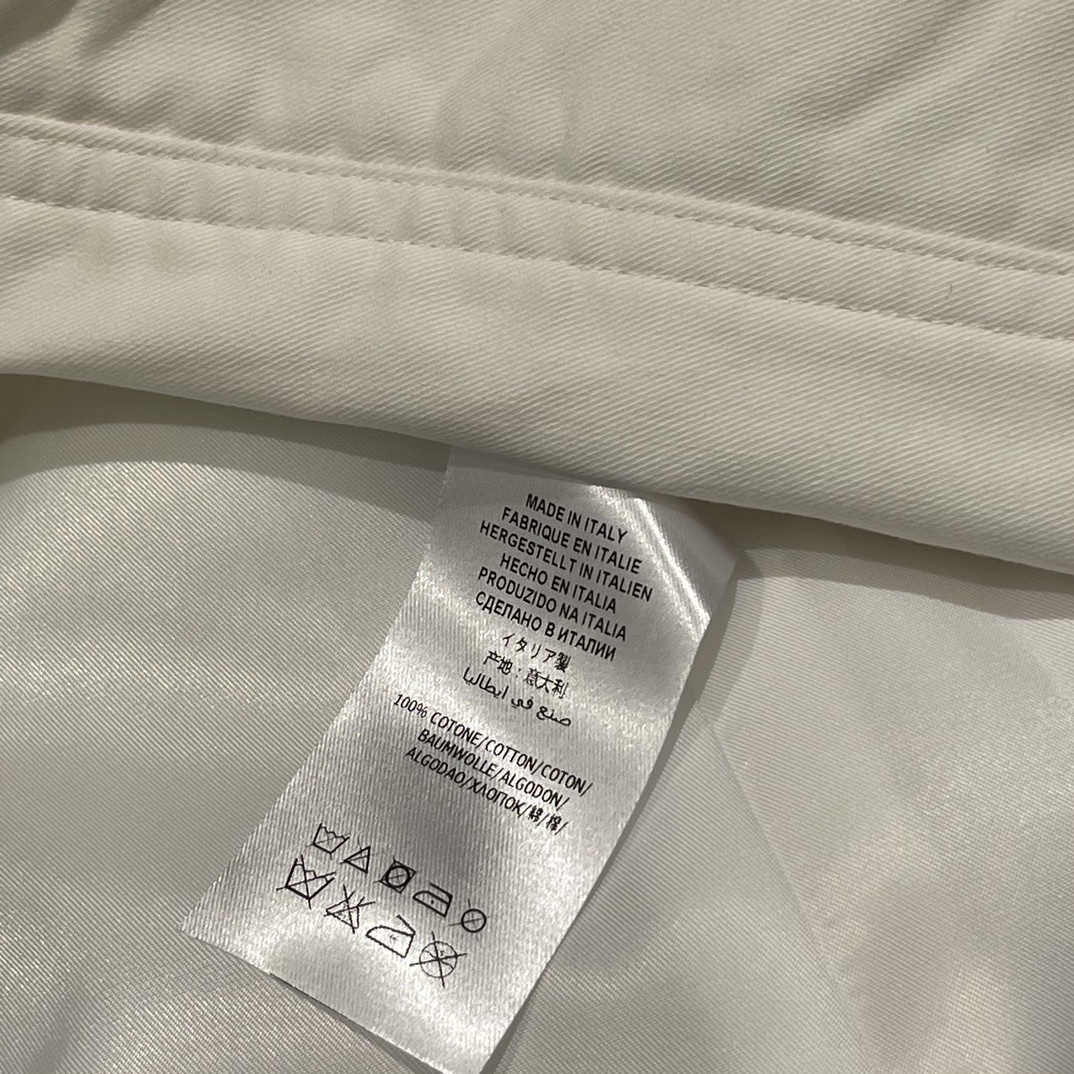 MADE IN ITALY
FABRIQUE EN ITALIE
HERGESTELLT IN ITALIEN
HECHO EN ITALIA
PRODUZIDO NA ITALIA
СДЕЛАНО В ИТАЛИИ
イタリア製
产地：意大利
صنع في ايطاليا
100% COTONE/COTTON/COTON/
BAUMWOLLE/ALGODON/
ALGODAO/ХЛОПОК/綿/棉/